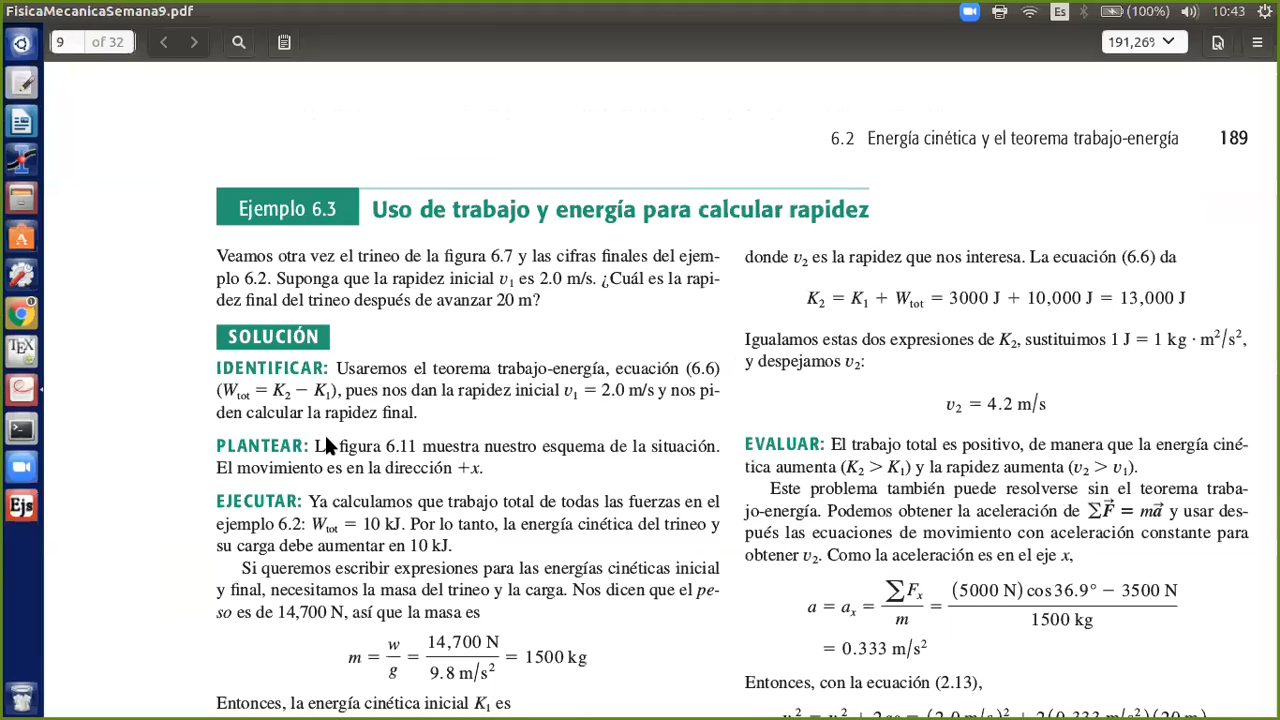 FisicaMecanicaSemana9.pdf
Es
(100%)
10:43
9 of 32
191,26%
6.2 Energía cinética y el teorema trabajo-energía 189
Ejemplo 6.3 Uso de trabajo y energía para calcular rapidez
Veamos otra vez el trineo de la figura 6.7 y las cifras finales del ejem-
plo 6.2. Suponga que la rapidez inicial v₁ es 2.0 m/s. ¿Cuál es la rapi-
dez final del trineo después de avanzar 20 m?
SOLUCIÓN
IDENTIFICAR: Usaremos el teorema trabajo-energía, ecuación (6.6)
(Wtot = K₂ − K₁), pues nos dan la rapidez inicial v₁ = 2.0 m/s y nos pi-
den calcular la rapidez final.
PLANTEAR: L figura 6.11 muestra nuestro esquema de la situación.
El movimiento es en la dirección +x.
EJECUTAR: Ya calculamos que trabajo total de todas las fuerzas en el
ejemplo 6.2: Wtot = 10 kJ. Por lo tanto, la energía cinética del trineo y
su carga debe aumentar en 10 kJ.
Si queremos escribir expresiones para las energías cinéticas inicial
y final, necesitamos la masa del trineo y la carga. Nos dicen que el pe-
so es de 14,700 N, así que la masa es
m = w/g = 14,700 N / 9.8 m/s² = 1500 kg
Entonces, la energía cinética inicial K₁ es
donde v₂ es la rapidez que nos interesa. La ecuación (6.6) da
K₂ = K₁ + Wtot = 3000 J + 10,000 J = 13,000 J
Igualamos estas dos expresiones de K₂, sustituimos 1 J = 1 kg · m²/s²,
y despejamos v₂:
v₂ = 4.2 m/s
EVALUAR: El trabajo total es positivo, de manera que la energía ciné-
tica aumenta (K₂ > K₁) y la rapidez aumenta (v₂ > v₁).
Este problema también puede resolverse sin el teorema traba-
jo-energía. Podemos obtener la aceleración de ∑F⃗ = ma⃗ y usar des-
pués las ecuaciones de movimiento con aceleración constante para
obtener v₂. Como la aceleración es en el eje x,
a = aₓ = ∑Fₓ / m = (5000 N) cos 36.9° − 3500 N / 1500 kg
= 0.333 m/s²
Entonces, con la ecuación (2.13),
TEX
Ejs